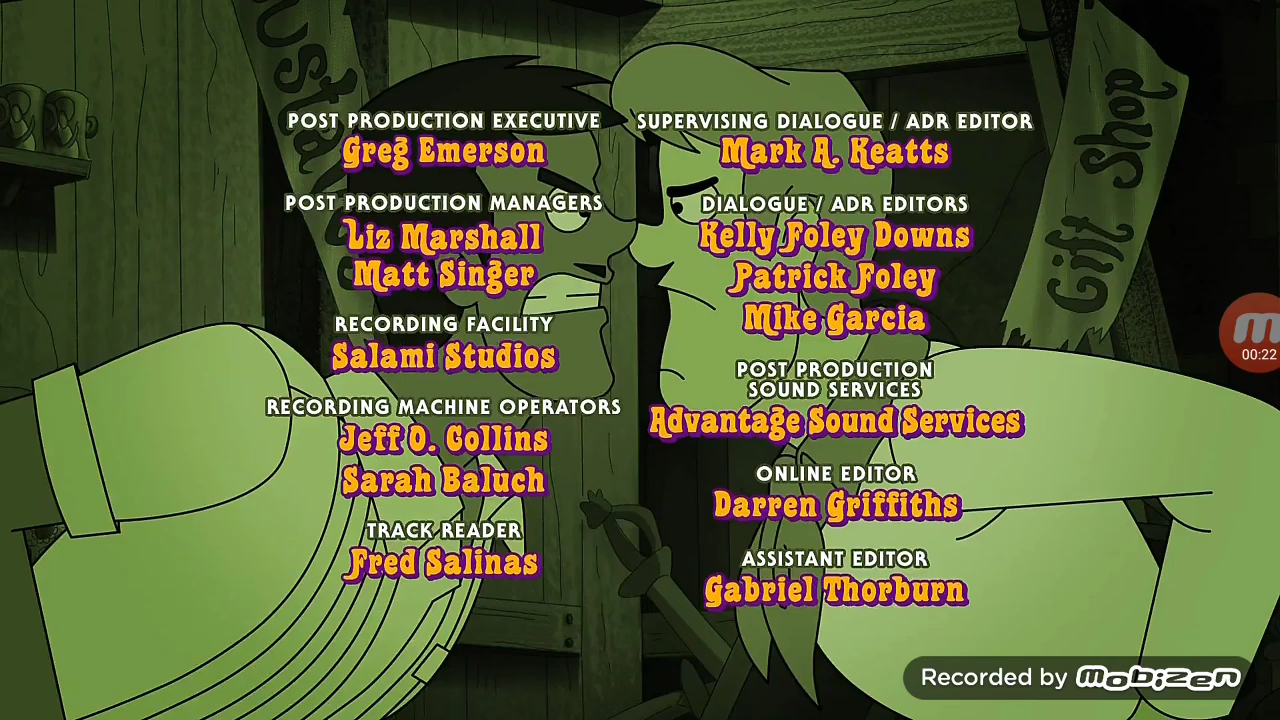 POST PRODUCTION EXECUTIVE
Greg Emerson
POST PRODUCTION MANAGERS
Liz Marshall
Matt Singer
RECORDING FACILITY
Salami Studios
RECORDING MACHINE OPERATORS
Jeff O. Collins
Sarah Baluch
TRACK READER
Fred Salinas
SUPERVISING DIALOGUE / ADR EDITOR
Mark A. Keatts
DIALOGUE / ADR EDITORS
Kelly Foley Downs
Patrick Foley
Mike Garcia
POST PRODUCTION
SOUND SERVICES
Advantage Sound Services
ONLINE EDITOR
Darren Griffiths
ASSISTANT EDITOR
Gabriel Thorburn
Gift Shop
00:22
Recorded by mobizen